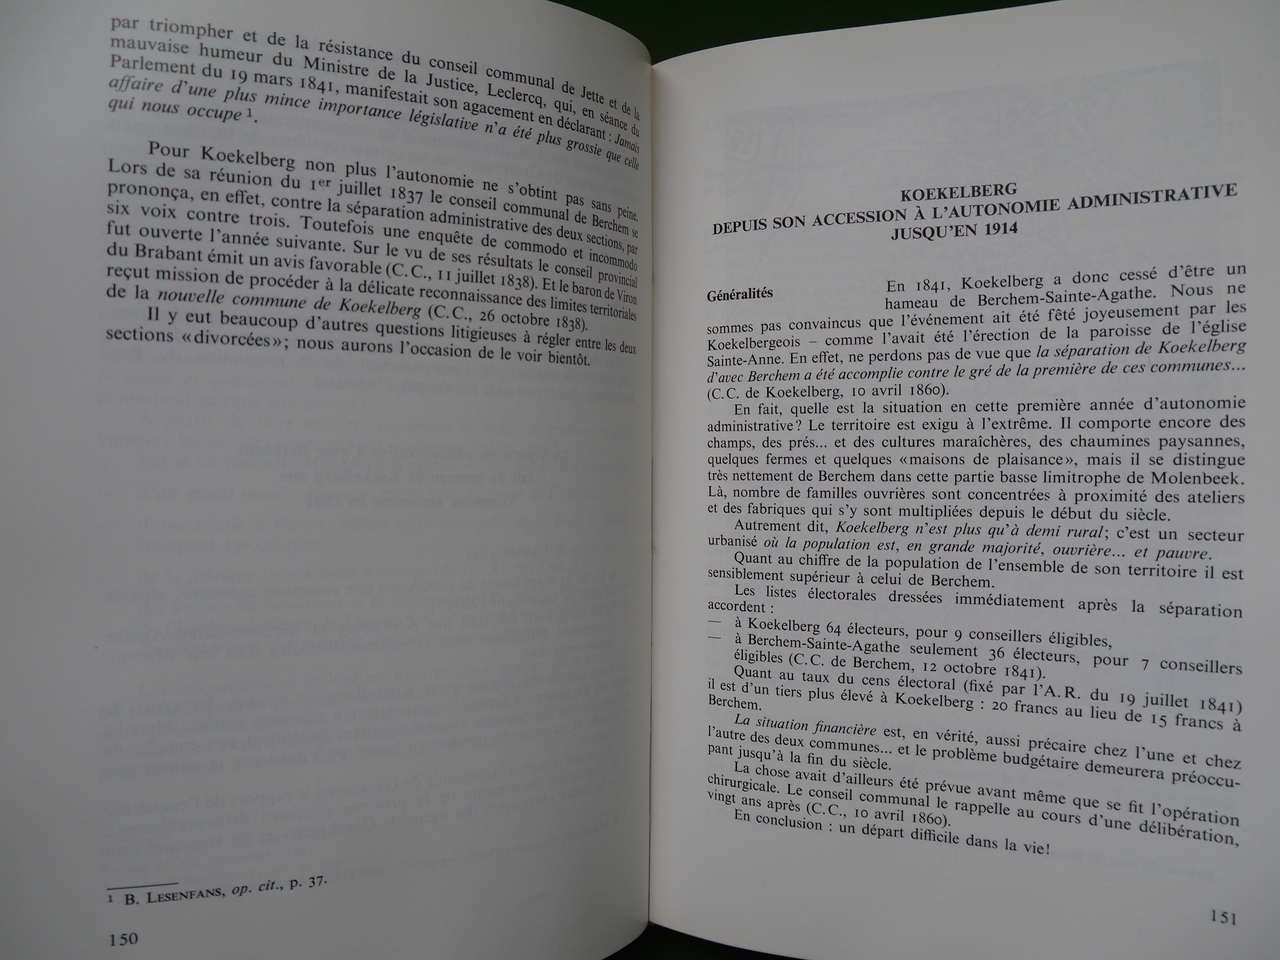 par triompher et de la résistance du conseil communal de Jette et de la
mauvaise humeur du Ministre de la Justice, Leclercq, qui, en séance du
Parlement du 19 mars 1841, manifestait son agacement en déclarant : Jamais
affaire d'une plus mince importance législative n'a été plus grossie que celle
qui nous occupe 1.
Pour Koekelberg non plus l'autonomie ne s'obtint pas sans peine.
Lors de sa réunion du 1er juillet 1837 le conseil communal de Berchem se
prononça, en effet, contre la séparation administrative des deux sections, par
six voix contre trois. Toutefois une enquête de commodo et incommodo
fut ouverte l'année suivante. Sur le vu de ses résultats le conseil provincial
du Brabant émit un avis favorable (C.C., 11 juillet 1838). Et le baron de Viron
reçut mission de procéder à la délicate reconnaissance des limites territoriales
de la nouvelle commune de Koekelberg (C.C., 26 octobre 1838).
Il y eut beaucoup d'autres questions litigieuses à régler entre les deux
sections «divorcées»; nous aurons l'occasion de le voir bientôt.
1 B. LESENFANS, op. cit., p. 37.
150
KOEKELBERG
DEPUIS SON ACCESSION À L'AUTONOMIE ADMINISTRATIVE
JUSQU'EN 1914
Généralités En 1841, Koekelberg a donc cessé d'être un
hameau de Berchem-Sainte-Agathe. Nous ne
sommes pas convaincus que l'événement ait été fêté joyeusement par les
Koekelbergeois – comme l'avait été l'érection de la paroisse de l'église
Sainte-Anne. En effet, ne perdons pas de vue que la séparation de Koekelberg
d'avec Berchem a été accomplie contre le gré de la première de ces communes...
(C.C. de Koekelberg, 10 avril 1860).
En fait, quelle est la situation en cette première année d'autonomie
administrative? Le territoire est exigu à l'extrême. Il comporte encore des
champs, des prés... et des cultures maraîchères, des chaumines paysannes,
quelques fermes et quelques «maisons de plaisance», mais il se distingue
très nettement de Berchem dans cette partie basse limitrophe de Molenbeek.
Là, nombre de familles ouvrières sont concentrées à proximité des ateliers
et des fabriques qui s'y sont multipliées depuis le début du siècle.
Autrement dit, Koekelberg n'est plus qu'à demi rural; c'est un secteur
urbanisé où la population est, en grande majorité, ouvrière... et pauvre.
Quant au chiffre de la population de l'ensemble de son territoire il est
sensiblement supérieur à celui de Berchem.
Les listes électorales dressées immédiatement après la séparation
accordent :
— à Koekelberg 64 électeurs, pour 9 conseillers éligibles,
— à Berchem-Sainte-Agathe seulement 36 électeurs, pour 7 conseillers
éligibles (C.C. de Berchem, 12 octobre 1841).
Quant au taux du cens électoral (fixé par l'A.R. du 19 juillet 1841)
il est d'un tiers plus élevé à Koekelberg : 20 francs au lieu de 15 francs à
Berchem.
La situation financière est, en vérité, aussi précaire chez l'une et chez
l'autre des deux communes... et le problème budgétaire demeurera préoccu-
pant jusqu'à la fin du siècle.
La chose avait d'ailleurs été prévue avant même que se fit l'opération
chirurgicale. Le conseil communal le rappelle au cours d'une délibération,
vingt ans après (C.C., 10 avril 1860).
En conclusion : un départ difficile dans la vie!
151